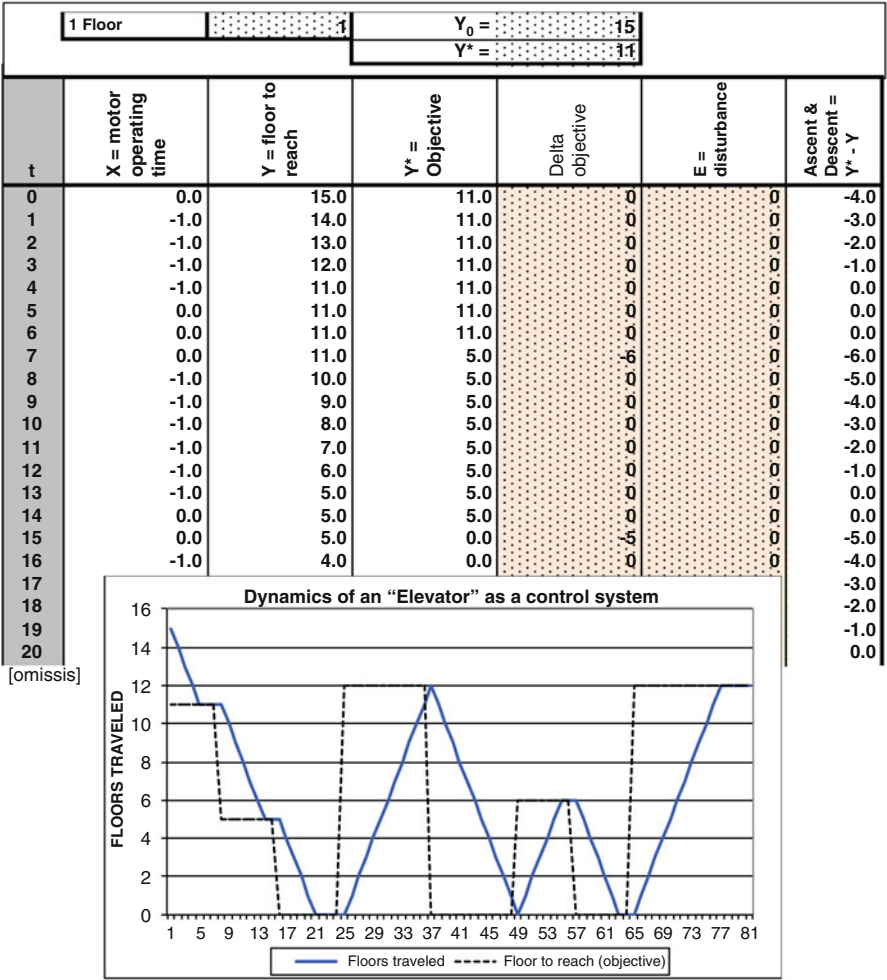 1 Floor 1 Y0 = 15
Y* = 11
t X = motor operating time Y = floor to reach Y* = Objective Delta objective E = disturbance Ascent & Descent = Y* - Y
0 0.0 15.0 11.0 0 0 -4.0
1 -1.0 14.0 11.0 0 0 -3.0
2 -1.0 13.0 11.0 0 0 -2.0
3 -1.0 12.0 11.0 0 0 -1.0
4 -1.0 11.0 11.0 0 0 0.0
5 0.0 11.0 11.0 0 0 0.0
6 0.0 11.0 11.0 0 0 0.0
7 0.0 11.0 5.0 -6 0 -6.0
8 -1.0 10.0 5.0 0 0 -5.0
9 -1.0 9.0 5.0 0 0 -4.0
10 -1.0 8.0 5.0 0 0 -3.0
11 -1.0 7.0 5.0 0 0 -2.0
12 -1.0 6.0 5.0 0 0 -1.0
13 -1.0 5.0 5.0 0 0 0.0
14 0.0 5.0 5.0 0 0 0.0
15 0.0 5.0 0.0 -5 0 -5.0
16 -1.0 4.0 0.0 0 0 -4.0
17 -3.0
18 -2.0
19 -1.0
20 0.0
[omissis]
Dynamics of an “Elevator” as a control system
FLOORS TRAVELED
16
14
12
10
8
6
4
2
0
1 5 9 13 17 21 25 29 33 37 41 45 49 53 57 61 65 69 73 77 81
Floors traveled Floor to reach (objective)